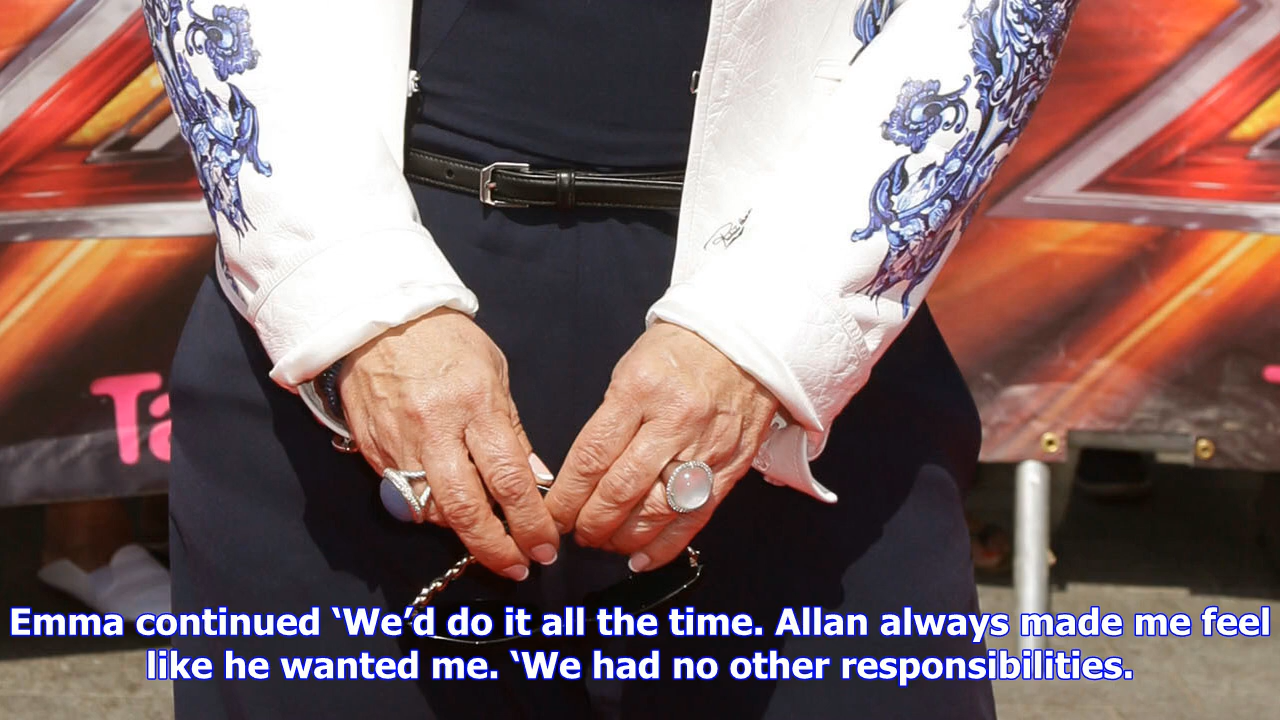 Ta
Emma continued ‘We’d do it all the time. Allan always made me feel
like he wanted me. ‘We had no other responsibilities.